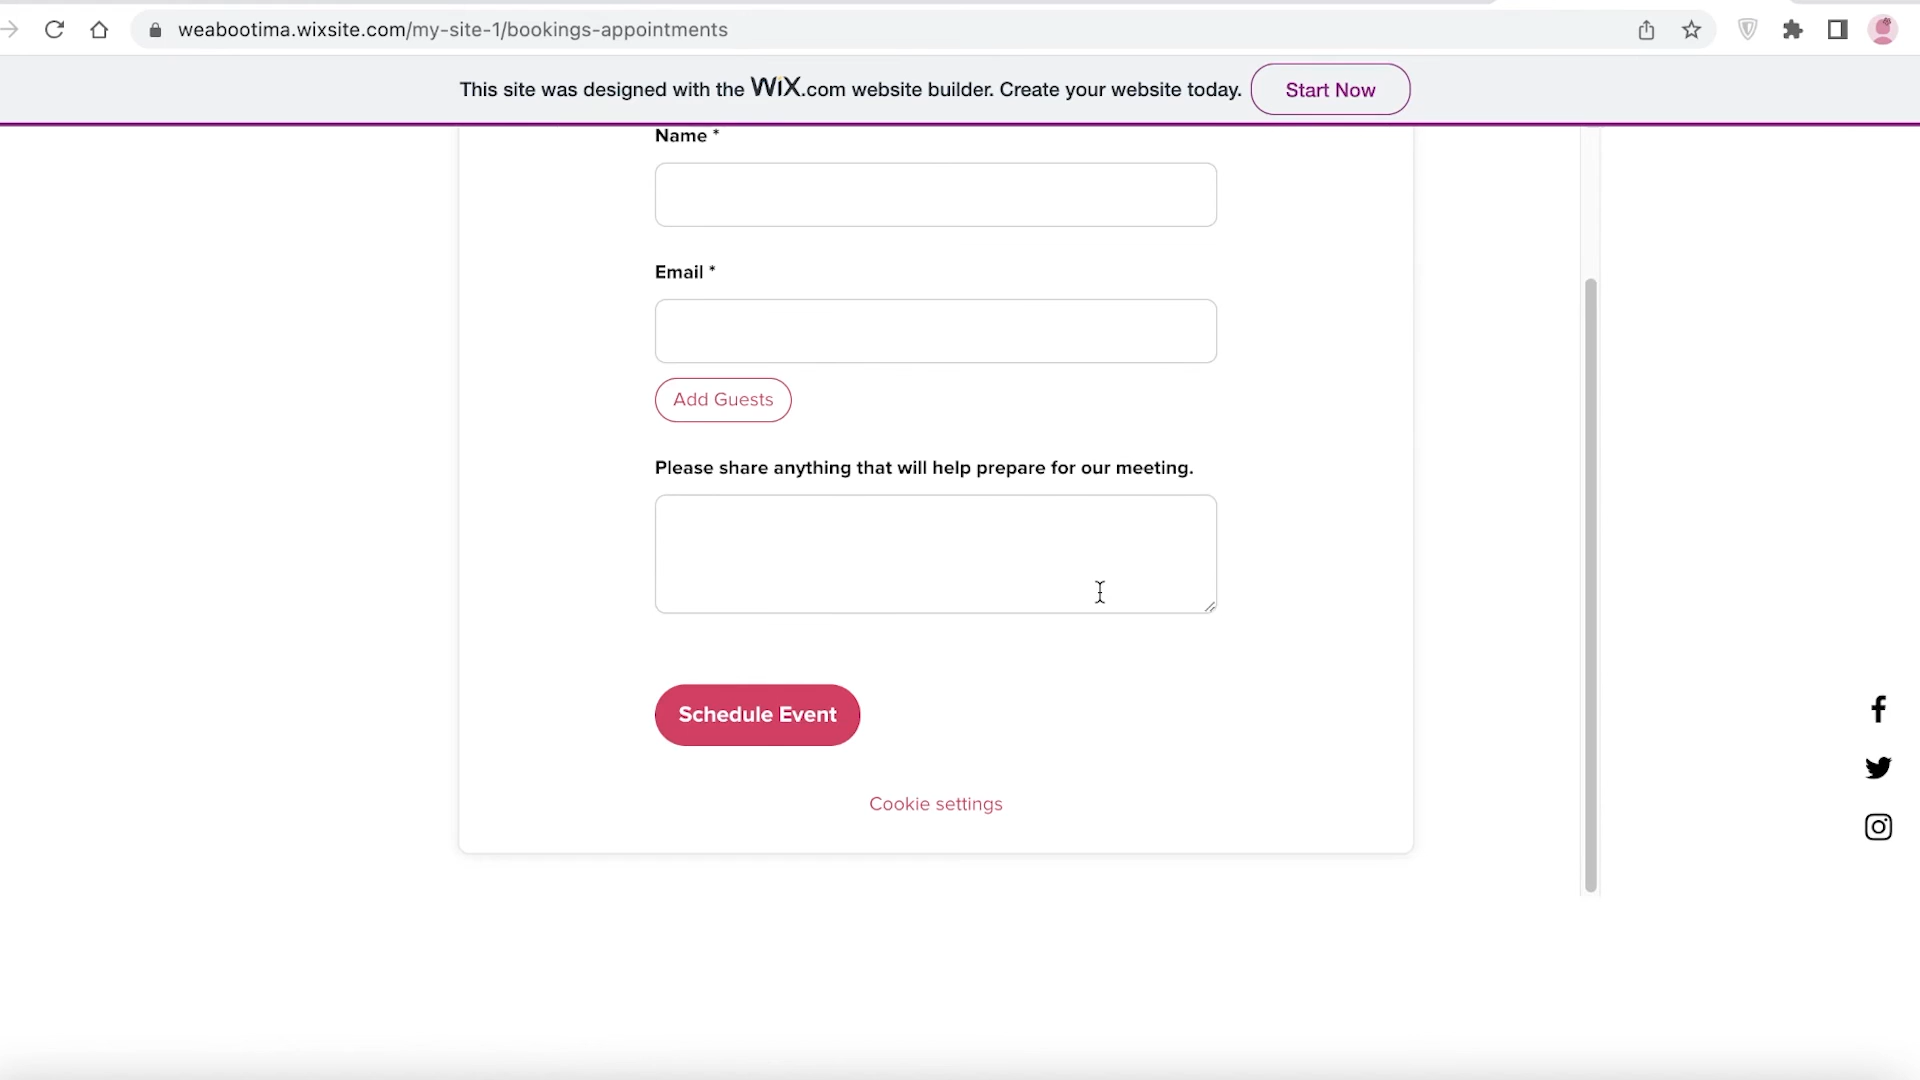 weabootima.wixsite.com/my-site-1/bookings-appointments
This site was designed with the WiX.com website builder. Create your website today. Start Now
Name *
Email *
Add Guests
Please share anything that will help prepare for our meeting.
Schedule Event
Cookie settings